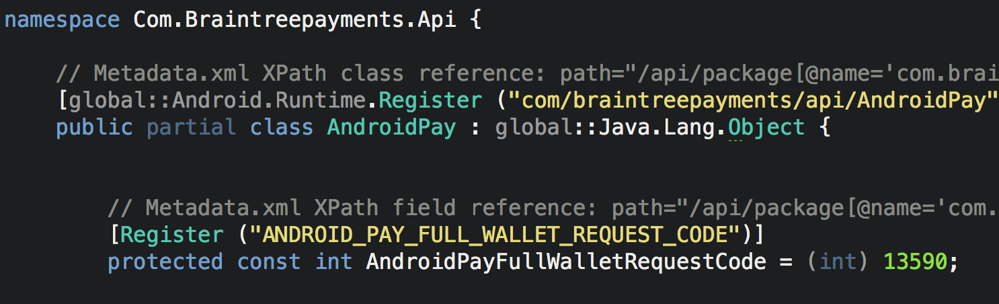 namespace Com.Braintreepayments.Api {
// Metadata.xml XPath class reference: path="/api/package[@name='com.brai
[global::Android.Runtime.Register ("com/braintreepayments/api/AndroidPay"
public partial class AndroidPay : global::Java.Lang.Object {
// Metadata.xml XPath field reference: path="/api/package[@name='com.
[Register ("ANDROID_PAY_FULL_WALLET_REQUEST_CODE")]
protected const int AndroidPayFullWalletRequestCode = (int) 13590;